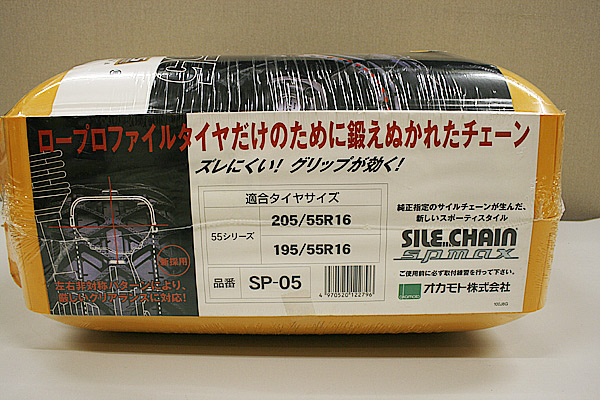 ロープロファイルタイヤだけのために鍛えぬかれたチェーン
ズレにくい! グリップが効く!
適合タイヤサイズ
55シリーズ
205/55R16
195/55R16
品番 SP-05
4 970520 122796
新採用
左右非対称パターンにより、
新しいクリアランスに対応!
純正指定のサイルチェーンが生んだ、
新しいスポーティスタイル
SILE CHAIN
spmax
ご使用前に必ず取付練習を行って下さい。
オカモト株式会社